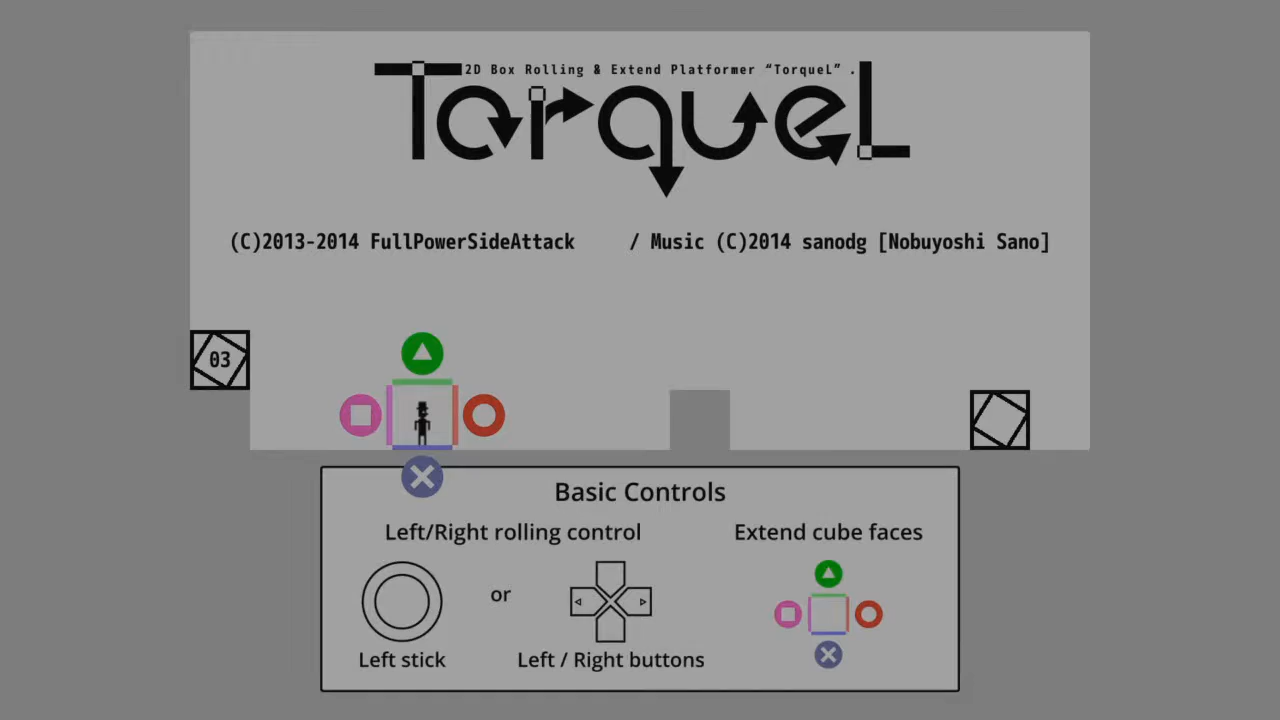 2D Box Rolling & Extend Platformer “TorqueL” .
TorqueL
(C)2013-2014 FullPowerSideAttack / Music (C)2014 sanodg [Nobuyoshi Sano]
03
Basic Controls
Left/Right rolling control
Extend cube faces
or
Left stick
Left / Right buttons